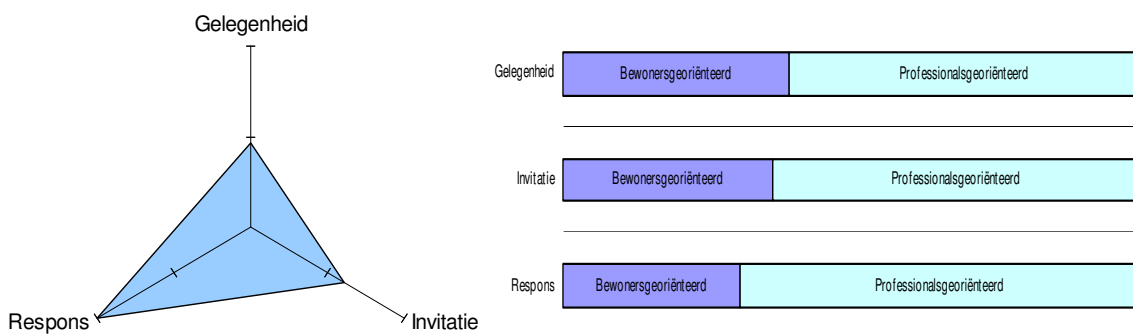 Gelegenheid
Respons
Invitatie
Gelegenheid Bewonersgeoriënteerd Professionalsgeoriënteerd
Invitatie Bewonersgeoriënteerd Professionalsgeoriënteerd
Respons Bewonersgeoriënteerd Professionalsgeoriënteerd